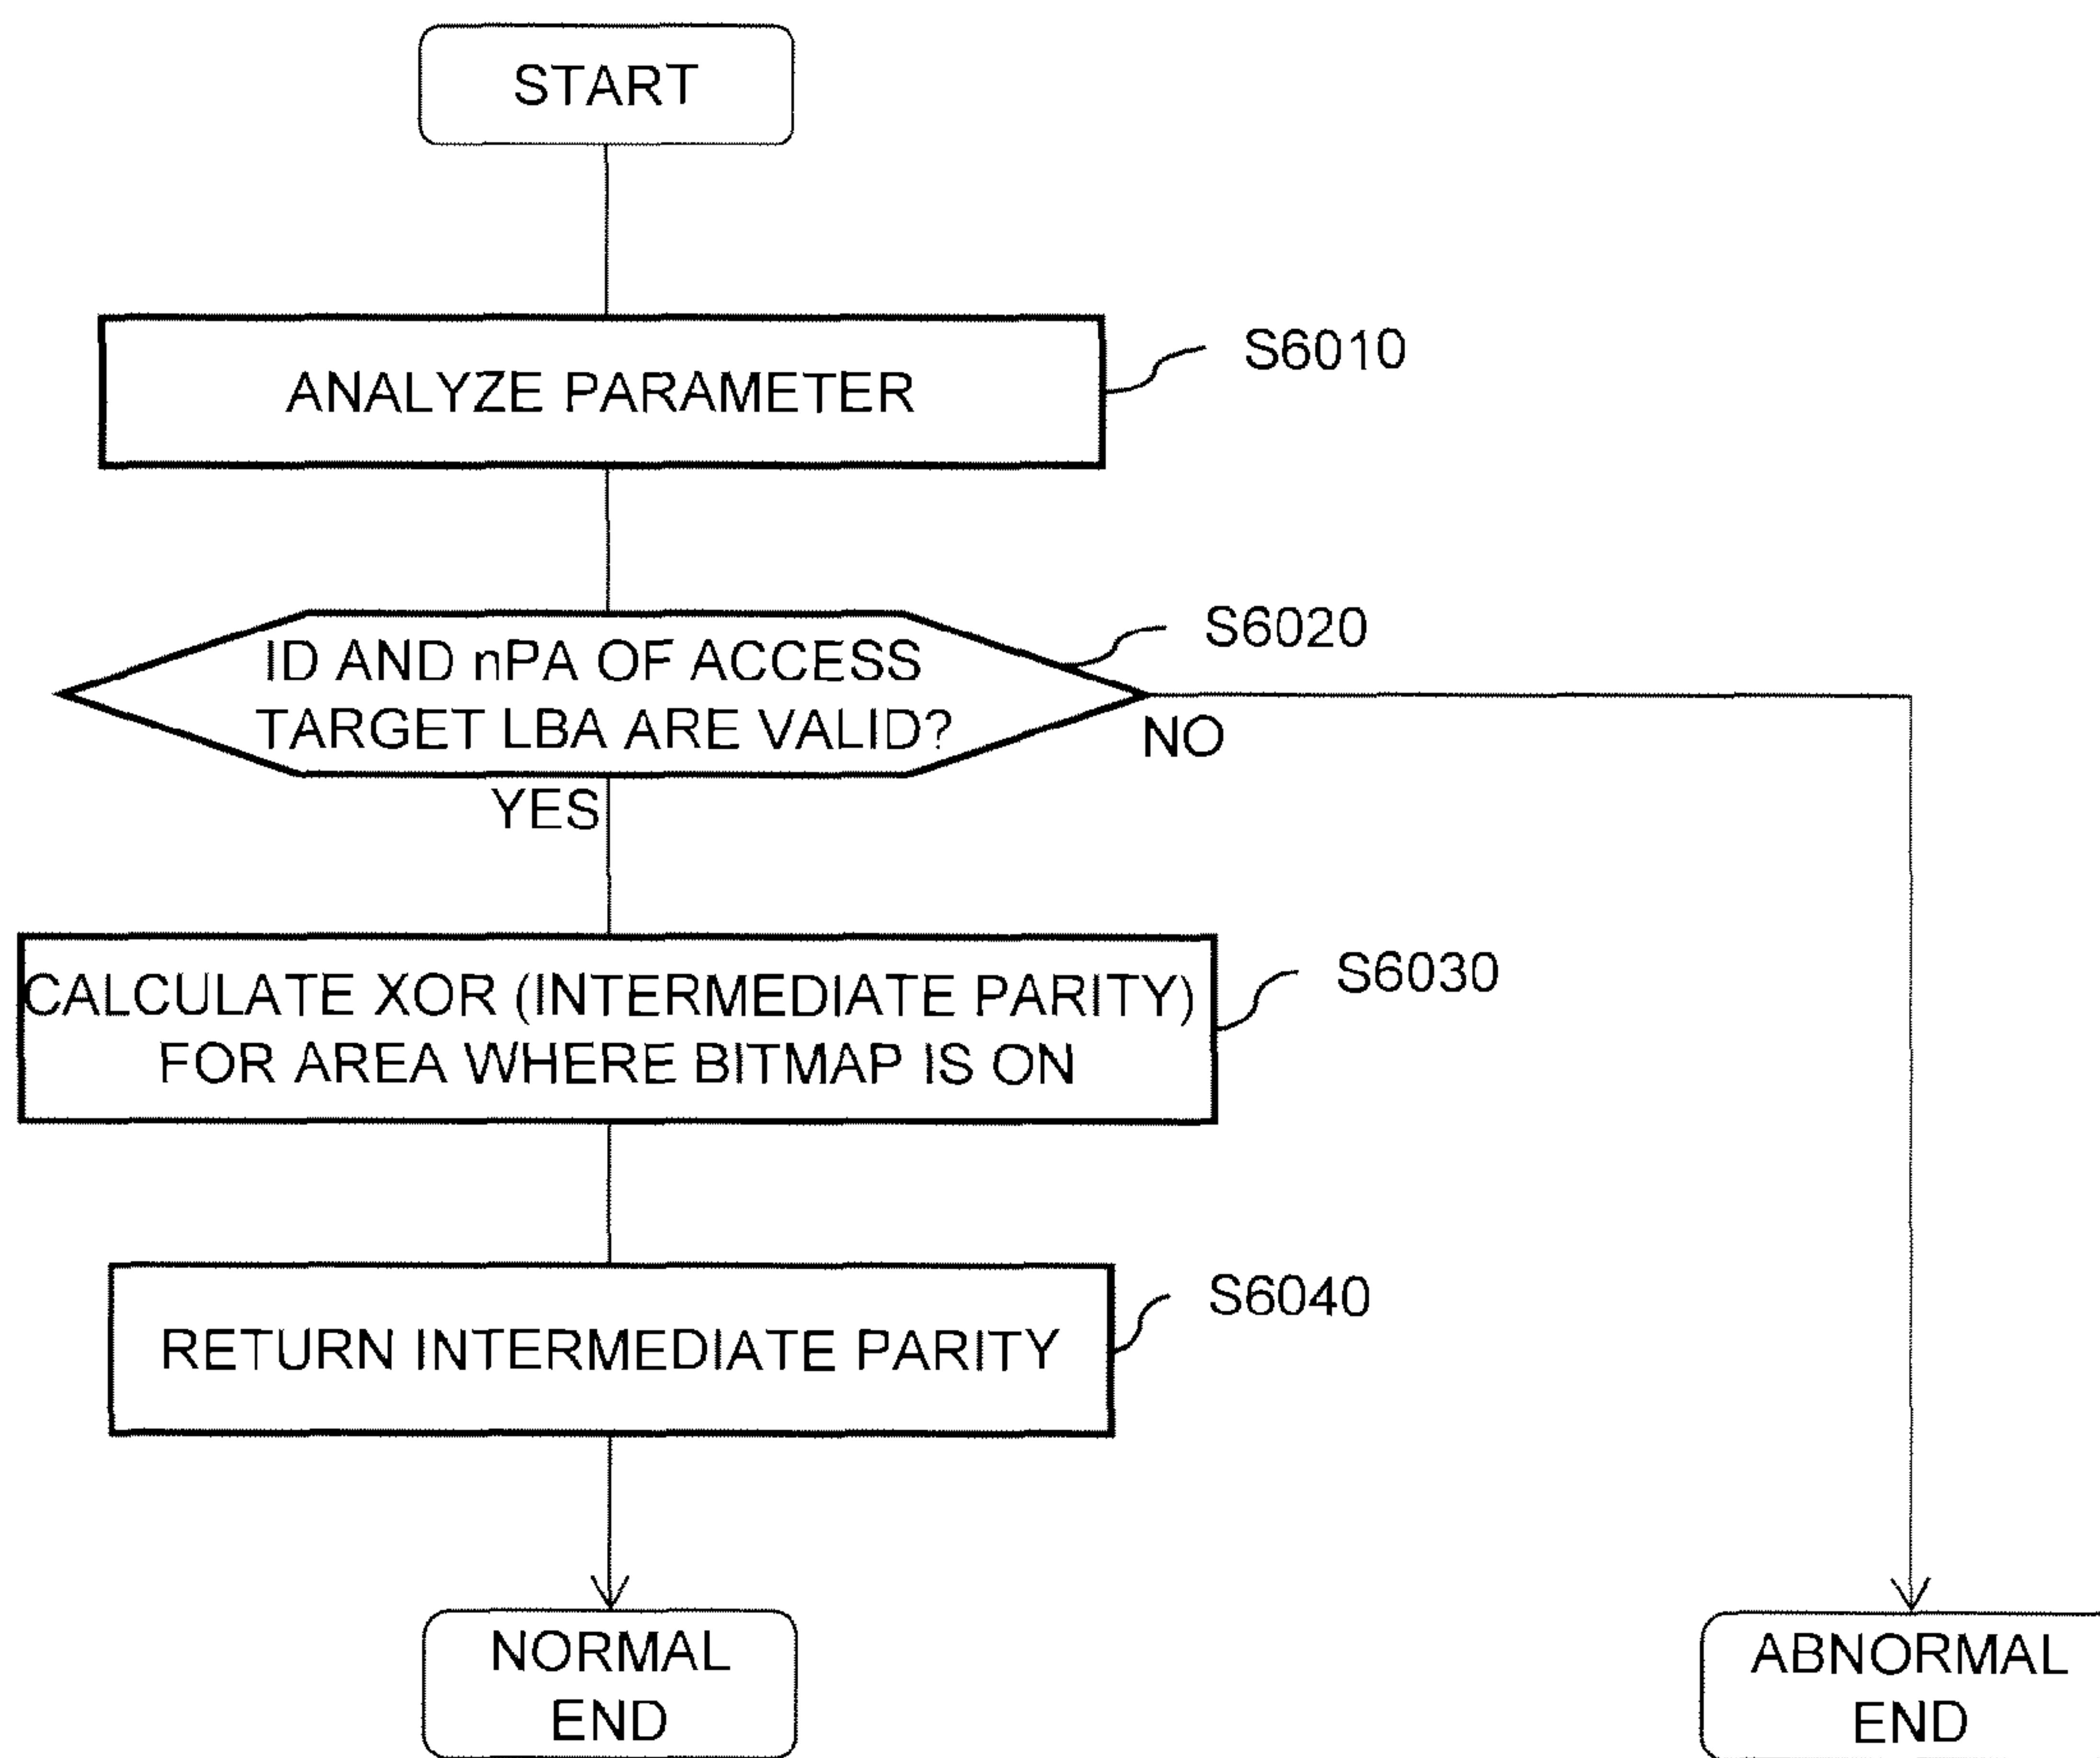 START
ANALYZE PARAMETER
S6010
ID AND nPA OF ACCESS
TARGET LBA ARE VALID?
S6020
NO
YES
CALCULATE XOR (INTERMEDIATE PARITY)
FOR AREA WHERE BITMAP IS ON
S6030
RETURN INTERMEDIATE PARITY
S6040
NORMAL
END
ABNORMAL
END